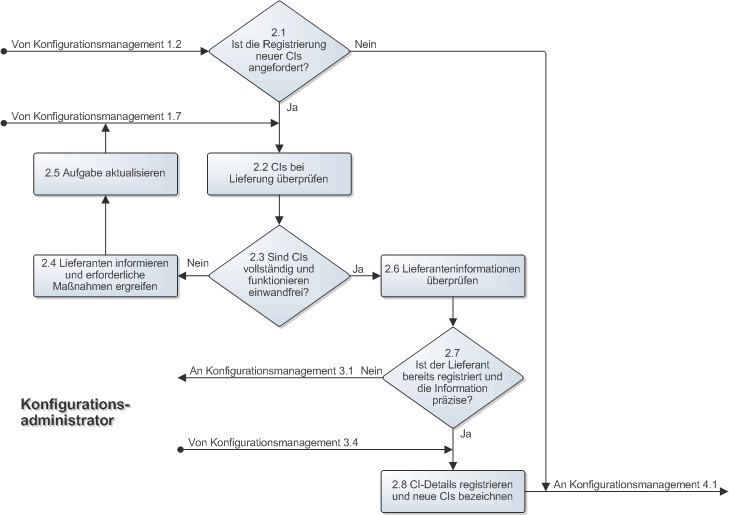 2.1
Ist die Registrierung
neuer CIs
angefordert?
Von Konfigurationsmanagement 1.2
Nein
Ja
Von Konfigurationsmanagement 1.7
2.5 Aufgabe aktualisieren
2.2 CIs bei
Lieferung überprüfen
2.4 Lieferanten informieren
und erforderliche
Maßnahmen ergreifen
Nein
2.3 Sind CIs
vollständig und
funktionieren
einwandfrei?
Ja
2.6 Lieferanteninformationen
überprüfen
2.7
Ist der Lieferant
bereits registriert und
die Information
präzise?
An Konfigurationsmanagement 3.1
Nein
Konfigurations-
administrator
Ja
Von Konfigurationsmanagement 3.4
2.8 CI-Details registrieren
und neue CIs bezeichnen
An Konfigurationsmanagement 4.1